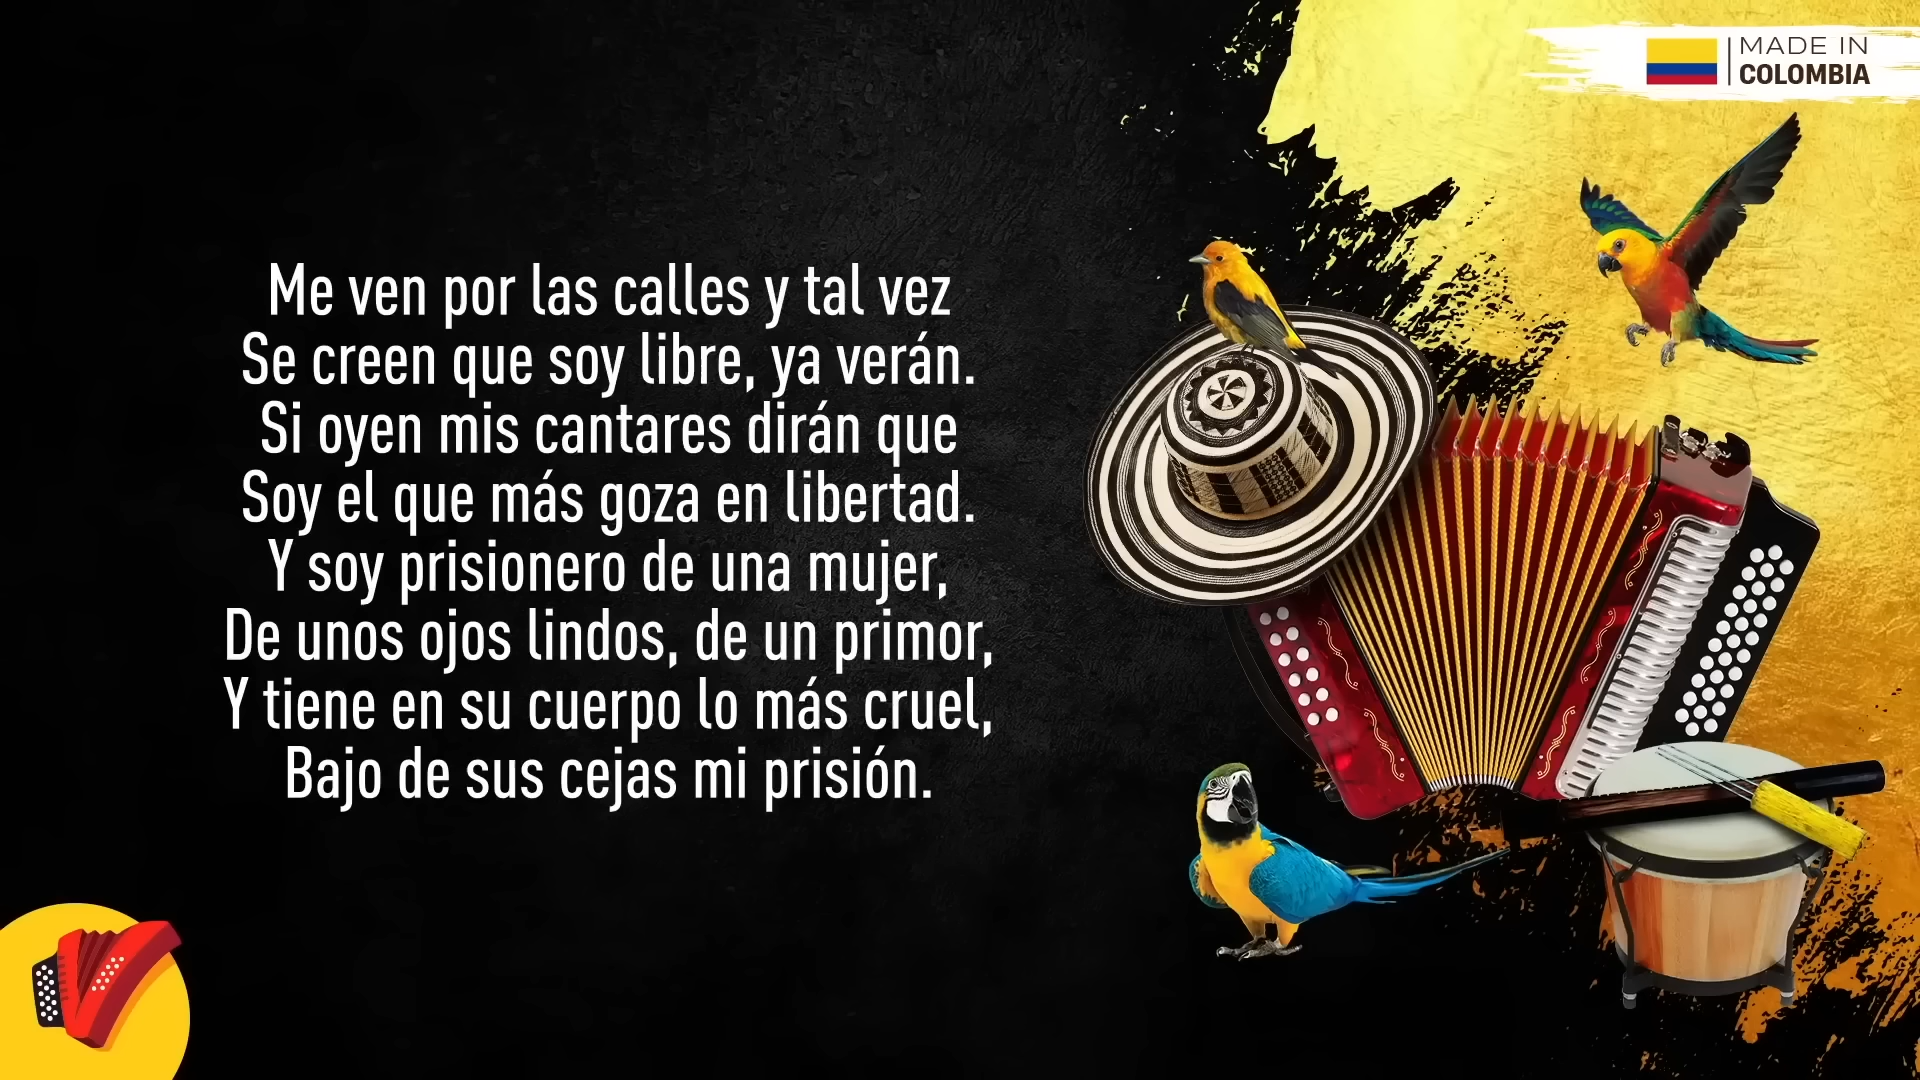 MADE IN
COLOMBIA
Me ven por las calles y tal vez
Se creen que soy libre, ya verán.
Si oyen mis cantares dirán que
Soy el que más goza en libertad.
Y soy prisionero de una mujer,
De unos ojos lindos, de un primor,
Y tiene en su cuerpo lo más cruel,
Bajo de sus cejas mi prisión.